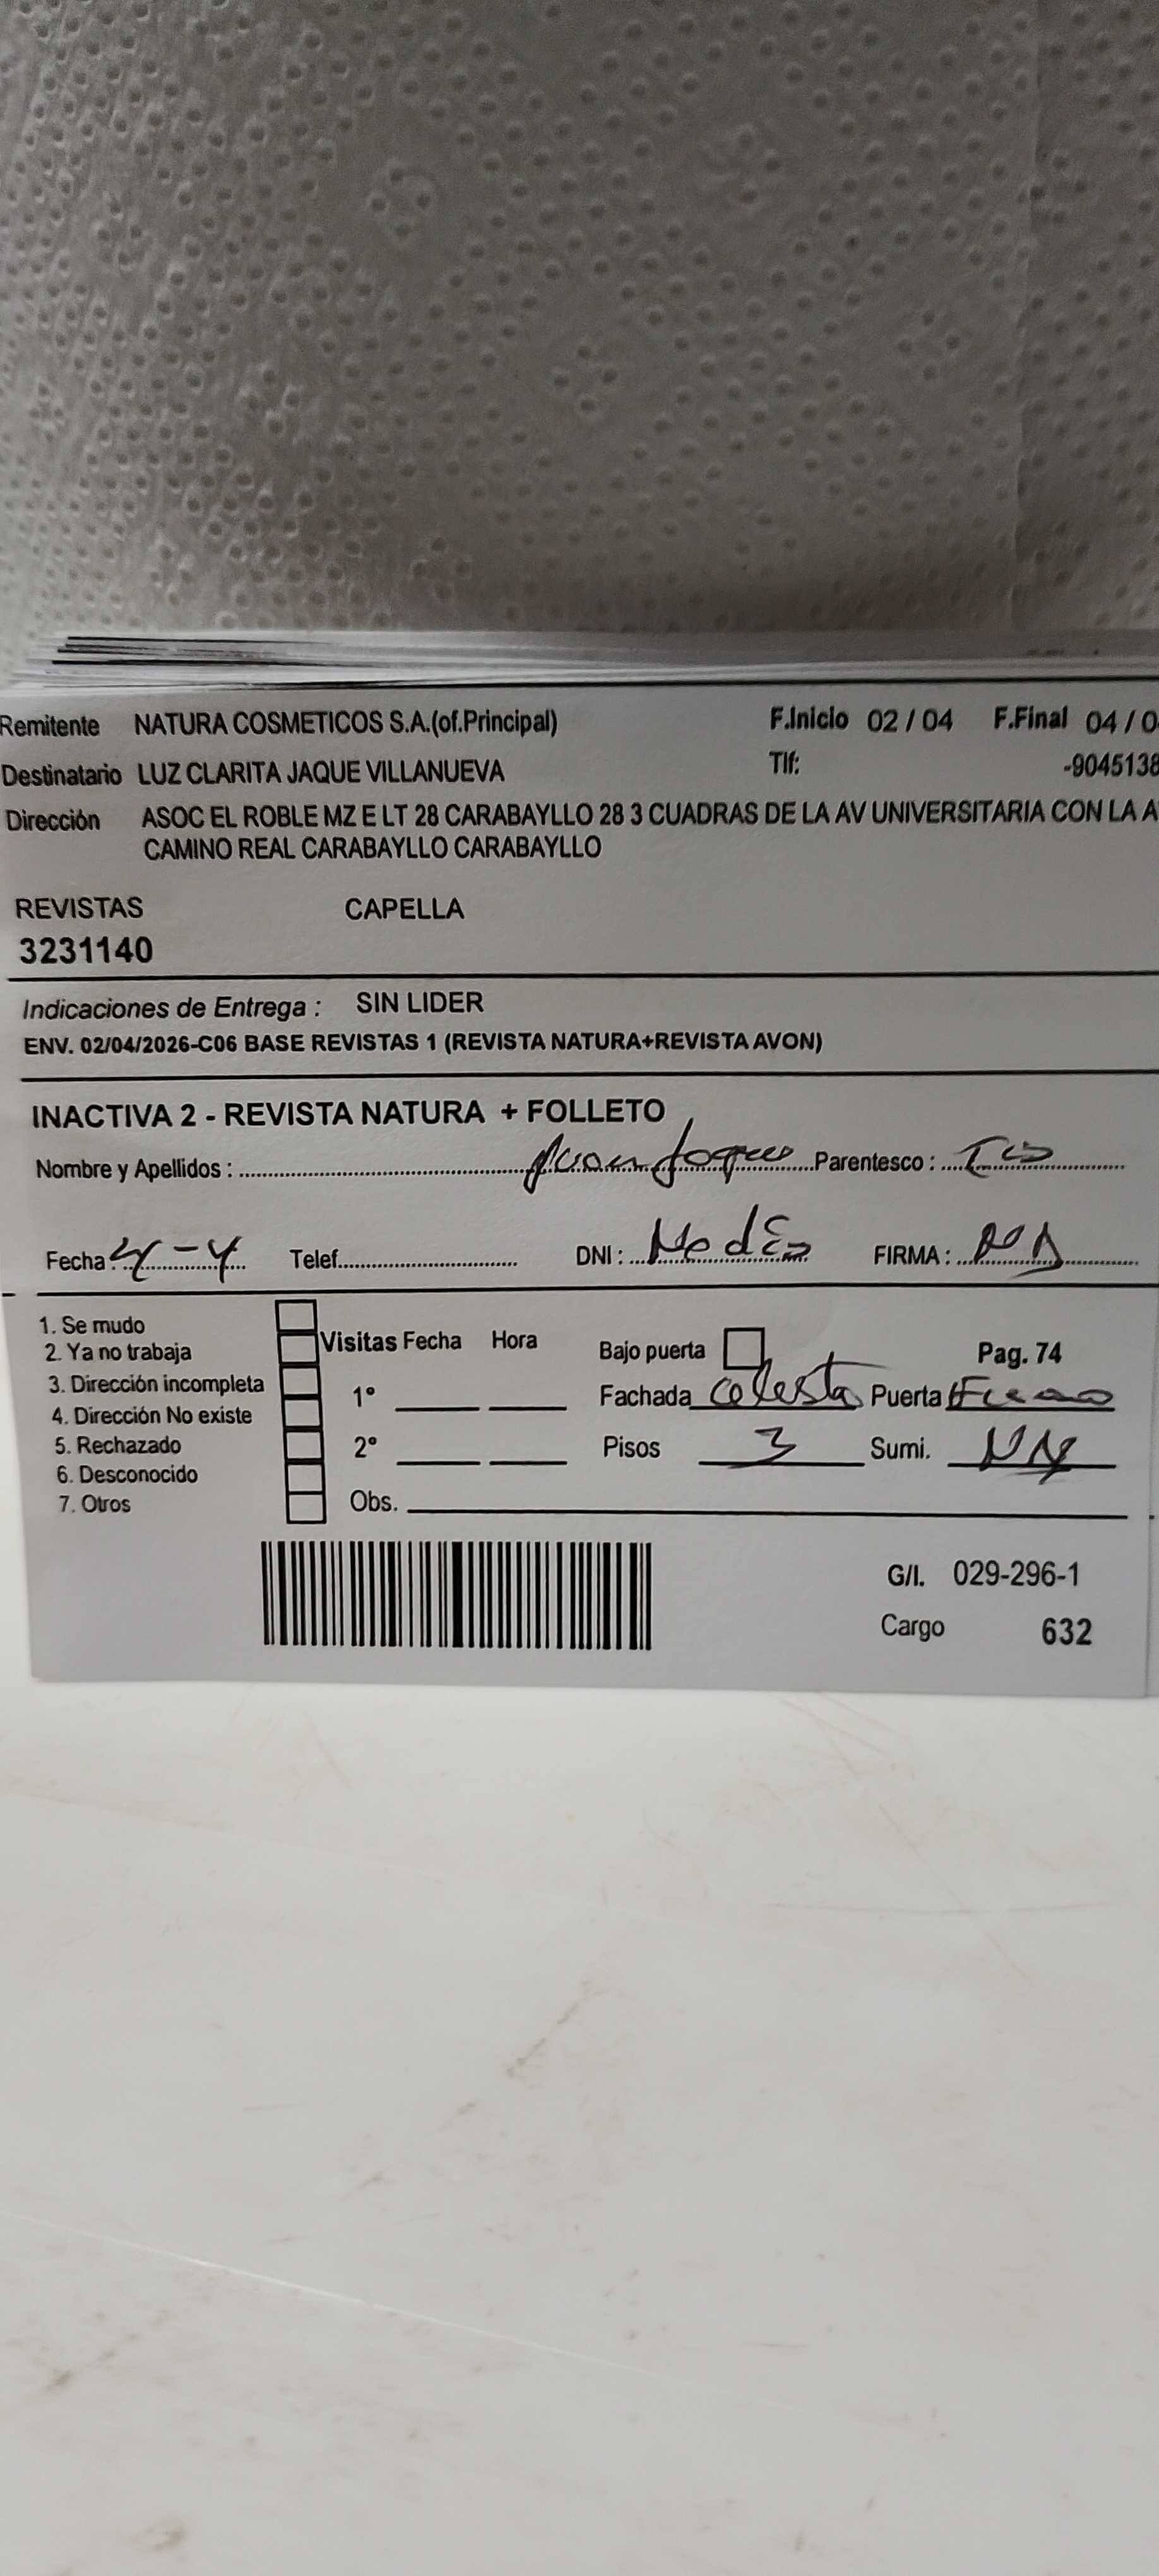 Remitente NATURA COSMETICOS S.A.(of.Principal) F.Inicio 02 / 04 F.Final 04 / 0
Destinatario LUZ CLARITA JAQUE VILLANUEVA Tlf: -9045138
Dirección ASOC EL ROBLE MZ E LT 28 CARABAYLLO 28 3 CUADRAS DE LA AV UNIVERSITARIA CON LA A
CAMINO REAL CARABAYLLO CARABAYLLO
REVISTAS CAPELLA
3231140
Indicaciones de Entrega : SIN LIDER
ENV. 02/04/2026-C06 BASE REVISTAS 1 (REVISTA NATURA+REVISTA AVON)
INACTIVA 2 - REVISTA NATURA + FOLLETO
Nombre y Apellidos : Juan Jaque Parentesco :
Fecha : 4-4 Telef. DNI : No dio FIRMA :
1. Se mudo
2. Ya no trabaja
3. Dirección incompleta
4. Dirección No existe
5. Rechazado
6. Desconocido
7. Otros
Visitas Fecha Hora
1°
2°
Obs.
Bajo puerta Pag. 74
Fachada celeste Puerta Fierro
Pisos 3 Sumi.
G/I. 029-296-1
Cargo 632